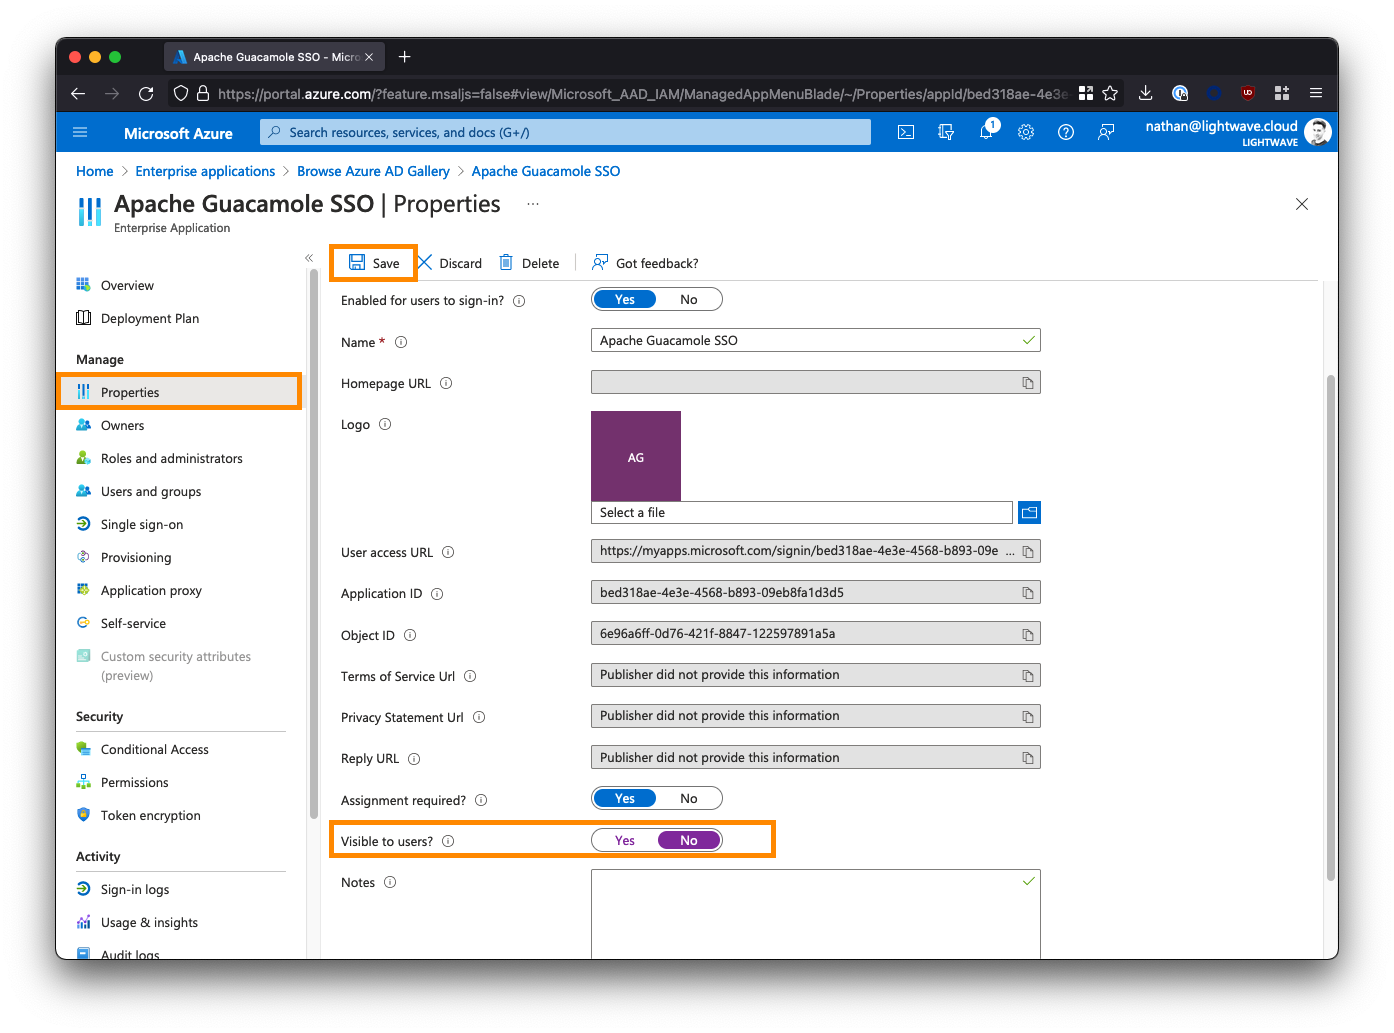 Apache Guacamole SSO - Micro
https://portal.azure.com/?feature.msaljs=false#view/Microsoft_AAD_IAM/ManagedAppMenuBlade/~/Properties/appId/bed318ae-4e3e
Microsoft Azure
Search resources, services, and docs (G+/)
1
nathan@lightwave.cloud
LIGHTWAVE
Home > Enterprise applications > Browse Azure AD Gallery > Apache Guacamole SSO
Apache Guacamole SSO | Properties ...
Enterprise Application
«
Overview
Deployment Plan
Manage
Properties
Owners
Roles and administrators
Users and groups
Single sign-on
Provisioning
Application proxy
Self-service
Custom security attributes
(preview)
Security
Conditional Access
Permissions
Token encryption
Activity
Sign-in logs
Usage & insights
Audit logs
Save Discard Delete Got feedback?
Enabled for users to sign-in? Yes No
Name * Apache Guacamole SSO
Homepage URL
Logo
AG
Select a file
User access URL https://myapps.microsoft.com/signin/bed318ae-4e3e-4568-b893-09e ...
Application ID bed318ae-4e3e-4568-b893-09eb8fa1d3d5
Object ID 6e96a6ff-0d76-421f-8847-122597891a5a
Terms of Service Url Publisher did not provide this information
Privacy Statement Url Publisher did not provide this information
Reply URL Publisher did not provide this information
Assignment required? Yes No
Visible to users? Yes No
Notes